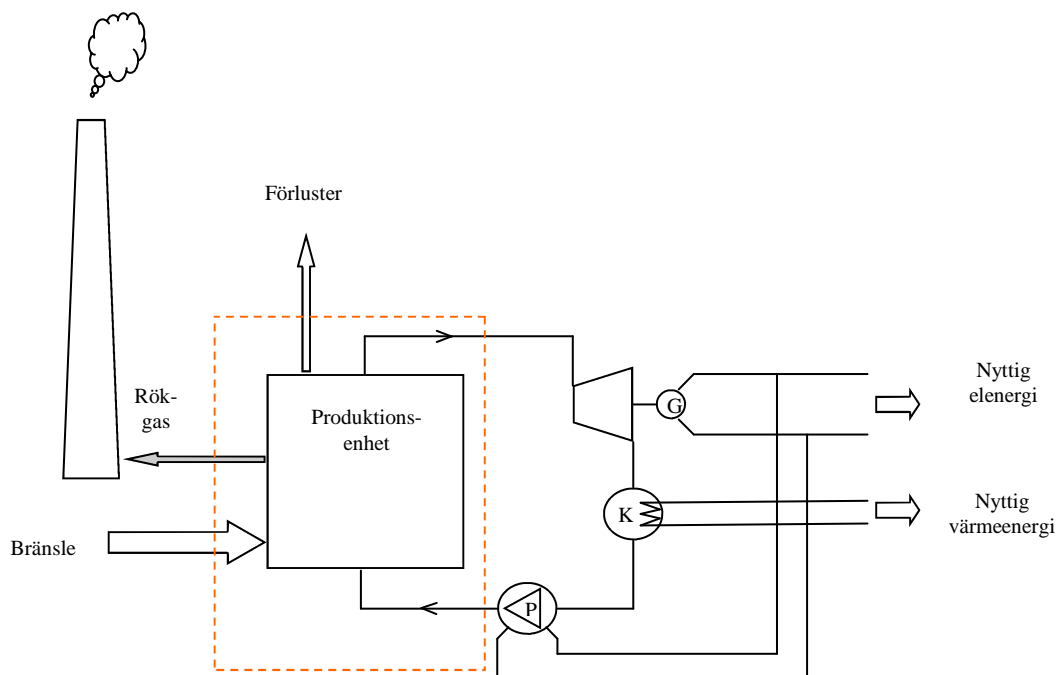 Förluster
Rök-
gas
Produktions-
enhet
G
Nyttig
elenergi
K
Nyttig
värmeenergi
Bränsle
P